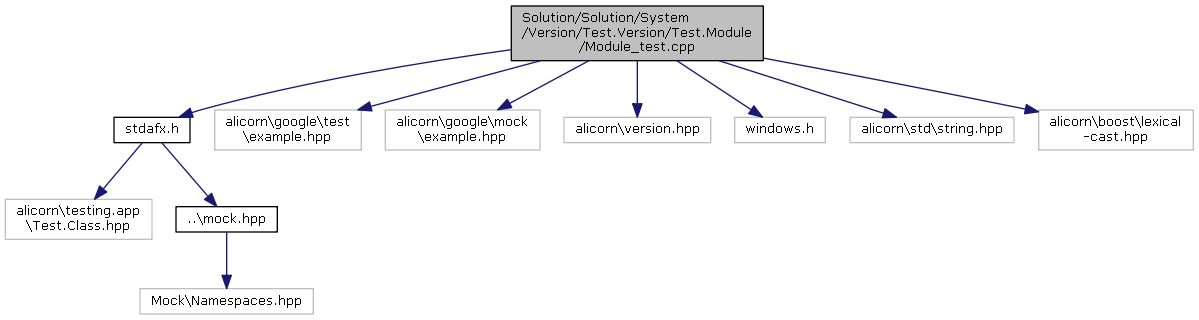 Solution/Solution/System
/Version/Test.Version/Test.Module
/Module_test.cpp
stdafx.h
alicorn\google\test
\example.hpp
alicorn\google\mock
\example.hpp
alicorn\version.hpp
windows.h
alicorn\std\string.hpp
alicorn\boost\lexical
-cast.hpp
alicorn\testing.app
\Test.Class.hpp
..\mock.hpp
Mock\Namespaces.hpp